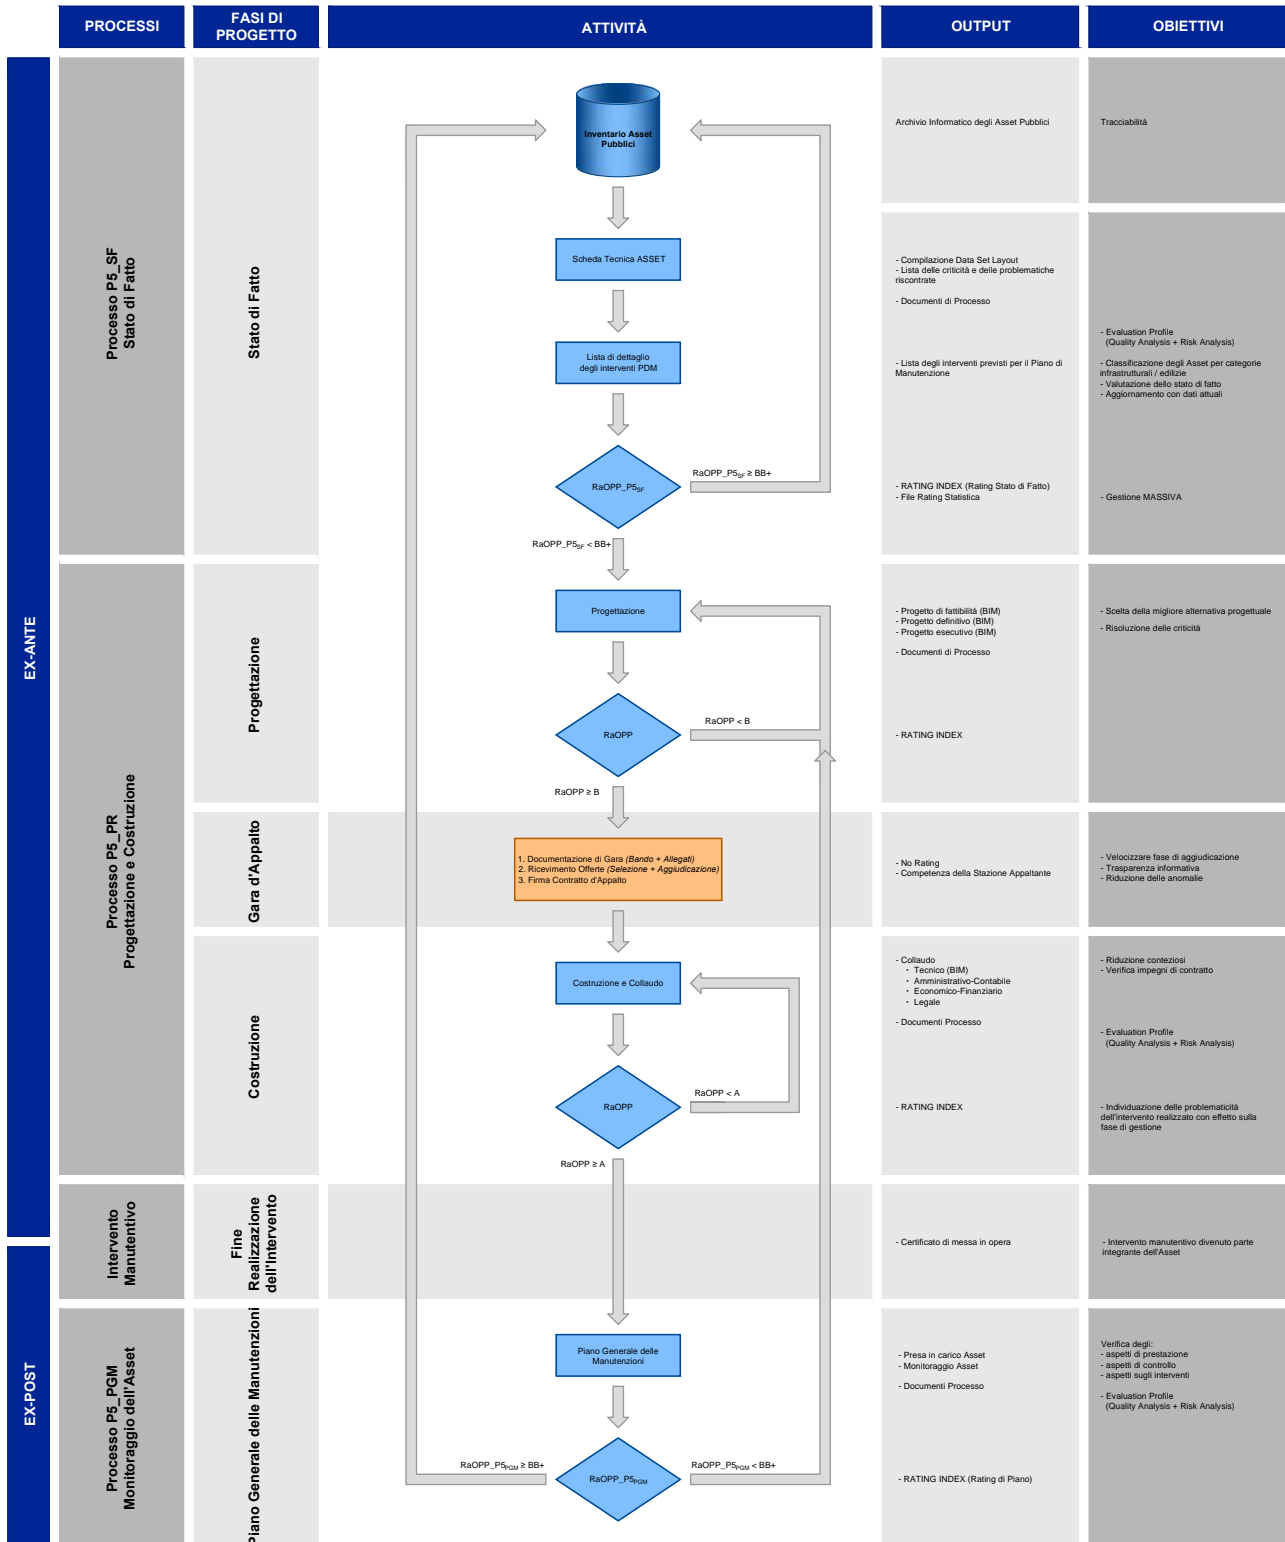 PROCESSI
FASI DI
PROGETTO
ATTIVITÀ
OUTPUT
OBIETTIVI
EX-ANTE
Processo P5_SF
Stato di Fatto
Stato di Fatto
Inventario Asset
Pubblici
Archivio Informatico degli Asset Pubblici
Tracciabilità
Scheda Tecnica ASSET
- Compilazione Data Set Layout
- Lista delle criticità e delle problematiche
riscontrate
- Documenti di Processo
Lista di dettaglio
degli interventi PDM
- Lista degli interventi previsti per il Piano di
Manutenzione
- Evaluation Profile
(Quality Analysis + Risk Analysis)
- Classificazione degli Asset per categorie
infrastrutturali / edilizie
- Valutazione dello stato di fatto
- Aggiornamento con dati attuali
RaOPP_P5SF
RaOPP_P5SF ≥ BB+
- RATING INDEX (Rating Stato di Fatto)
- File Rating Statistica
- Gestione MASSIVA
RaOPP_P5SF < BB+
Processo P5_PR
Progettazione e Costruzione
Progettazione
Progettazione
- Progetto di fattibilità (BIM)
- Progetto definitivo (BIM)
- Progetto esecutivo (BIM)
- Documenti di Processo
- Scelta della migliore alternativa progettuale
- Risoluzione delle criticità
RaOPP
RaOPP < B
- RATING INDEX
RaOPP ≥ B
Gara d'Appalto
1. Documentazione di Gara (Bando + Allegati)
2. Ricevimento Offerte (Selezione + Aggiudicazione)
3. Firma Contratto d'Appalto
- No Rating
- Competenza della Stazione Appaltante
- Velocizzare fase di aggiudicazione
- Trasparenza informativa
- Riduzione delle anomalie
Costruzione
Costruzione e Collaudo
- Collaudo
· Tecnico (BIM)
· Amministrativo-Contabile
· Economico-Finanziario
· Legale
- Documenti Processo
- Riduzione conteziosi
- Verifica impegni di contratto
- Evaluation Profile
(Quality Analysis + Risk Analysis)
RaOPP
RaOPP < A
- RATING INDEX
- Individuazione delle problematicità
dell'intervento realizzato con effetto sulla
fase di gestione
RaOPP ≥ A
Intervento
Manutentivo
Fine
Realizzazione
dell'Intervento
- Certificato di messa in opera
- Intervento manutentivo divenuto parte
integrante dell'Asset
EX-POST
Processo P5_PGM
Monitoraggio dell'Asset
Piano Generale delle Manutenzioni
Piano Generale delle
Manutenzioni
- Presa in carico Asset
- Monitoraggio Asset
- Documenti Processo
Verifica degli:
- aspetti di prestazione
- aspetti di controllo
- aspetti sugli interventi
- Evaluation Profile
(Quality Analysis + Risk Analysis)
RaOPP_P5PGM ≥ BB+
RaOPP_P5PGM
RaOPP_P5PGM < BB+
- RATING INDEX (Rating di Piano)